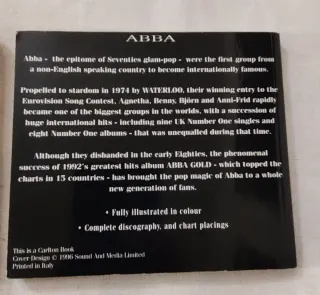 ABBA
Abba - the epitome of Seventies glam-pop - were the first group from
a non-English speaking country to become internationally famous.
Propelled to stardom in 1974 by WATERLOO, their winning entry to the
Eurovision Song Contest, Agnetha, Benny, Björn and Anni-Frid rapidly
became one of the biggest groups in the worlds, with a succession of
huge international hits - including nine UK Number One singles and
eight Number One albums - that was unequalled during that time.
Although they disbanded in the early Eighties, the phenomenal
success of 1992's greatest hits album ABBA GOLD - which topped the
charts in 15 countries - has brought the pop magic of Abba to a whole
new generation of fans.
• Fully illustrated in colour
• Complete discography, and chart placings
This is a Carlton Book
Cover Design © 1996 Sound And Media Limited
Printed in Italy